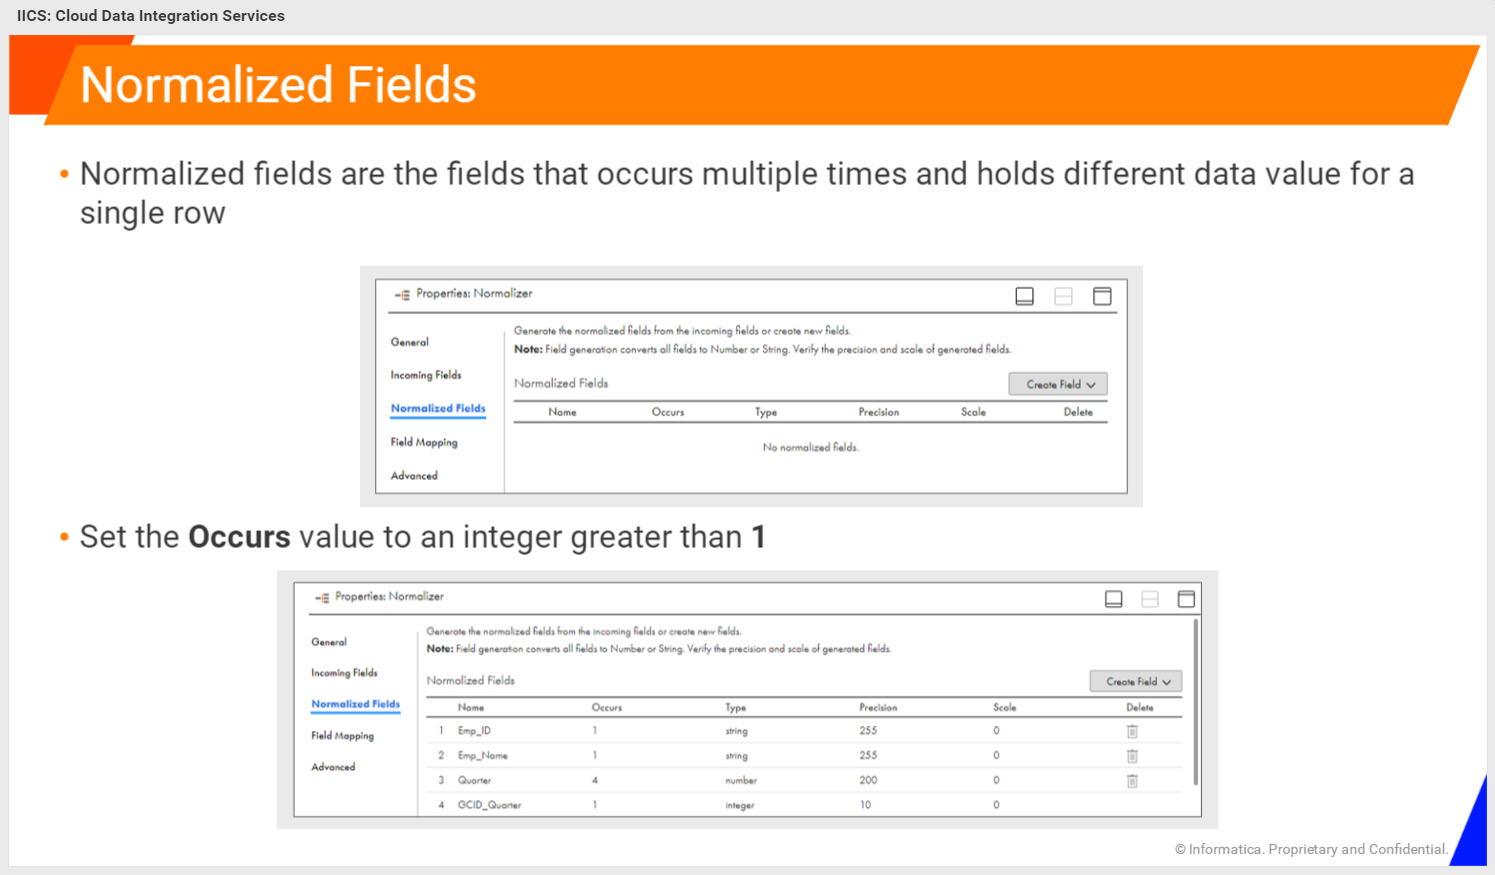 IICS: Cloud Data Integration Services
Normalized Fields
• Normalized fields are the fields that occurs multiple times and holds different data value for a
single row
Properties: Normalizer
Generate the normalized fields from the incoming fields or create new fields.
General
Note: Field generation converts all fields to Number or String. Verify the precision and scale of generated fields.
Incoming Fields
Normalized Fields
Create Field
Normalized Fields
Name Occurs Type Precision Scale Delete
Field Mapping
No normalized fields.
Advanced
• Set the Occurs value to an integer greater than 1
Properties: Normalizer
Generate the normalized fields from the incoming fields or create new fields.
General
Note: Field generation converts all fields to Number or String. Verify the precision and scale of generated fields.
Incoming Fields
Normalized Fields
Create Field
Normalized Fields
Name Occurs Type Precision Scale Delete
1 Emp_ID 1 string 255 0
Field Mapping
2 Emp_Name 1 string 255 0
Advanced
3 Quarter 4 number 200 0
4 GCID_Quarter 1 integer 10 0
© Informatica. Proprietary and Confidential.